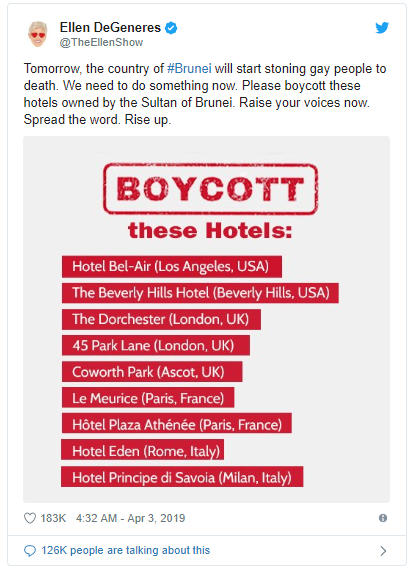 Ellen DeGeneres
@TheEllenShow
Tomorrow, the country of #Brunei will start stoning gay people to
death. We need to do something now. Please boycott these
hotels owned by the Sultan of Brunei. Raise your voices now.
Spread the word. Rise up.
BOYCOTT
these Hotels:
Hotel Bel-Air (Los Angeles, USA)
The Beverly Hills Hotel (Beverly Hills, USA)
The Dorchester (London, UK)
45 Park Lane (London, UK)
Coworth Park (Ascot, UK)
Le Meurice (Paris, France)
Hôtel Plaza Athénée (Paris, France)
Hotel Eden (Rome, Italy)
Hotel Principe di Savoia (Milan, Italy)
183K 4:32 AM - Apr 3, 2019
126K people are talking about this